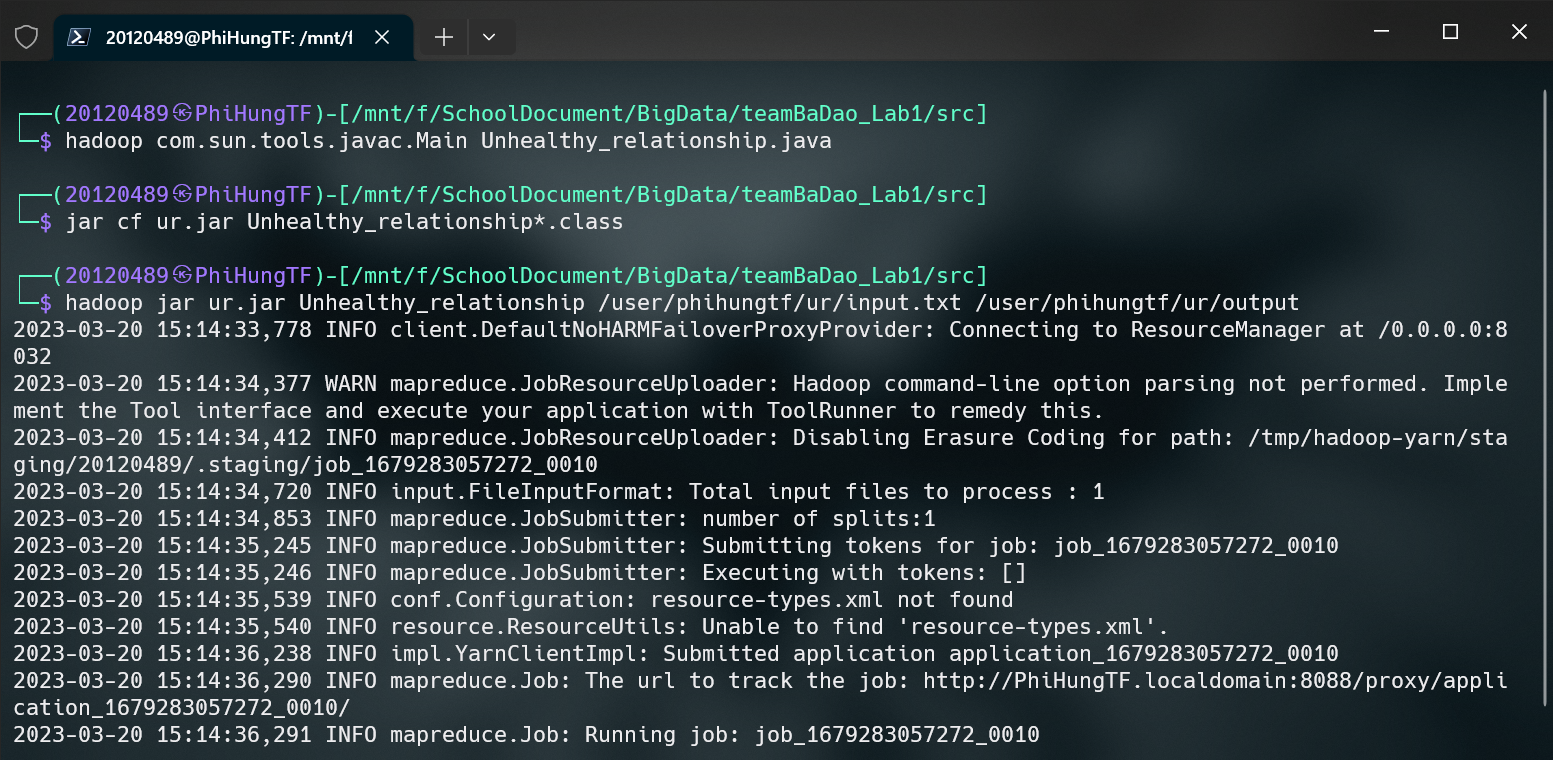 20120489@PhiHungTF: /mnt/f
┌──(20120489㉿PhiHungTF)-[/mnt/f/SchoolDocument/BigData/teamBaDao_Lab1/src]
└─$ hadoop com.sun.tools.javac.Main Unhealthy_relationship.java
┌──(20120489㉿PhiHungTF)-[/mnt/f/SchoolDocument/BigData/teamBaDao_Lab1/src]
└─$ jar cf ur.jar Unhealthy_relationship*.class
┌──(20120489㉿PhiHungTF)-[/mnt/f/SchoolDocument/BigData/teamBaDao_Lab1/src]
└─$ hadoop jar ur.jar Unhealthy_relationship /user/phihungtf/ur/input.txt /user/phihungtf/ur/output
2023-03-20 15:14:33,778 INFO client.DefaultNoHARMFailoverProxyProvider: Connecting to ResourceManager at /0.0.0.0:8
032
2023-03-20 15:14:34,377 WARN mapreduce.JobResourceUploader: Hadoop command-line option parsing not performed. Imple
ment the Tool interface and execute your application with ToolRunner to remedy this.
2023-03-20 15:14:34,412 INFO mapreduce.JobResourceUploader: Disabling Erasure Coding for path: /tmp/hadoop-yarn/sta
ging/20120489/.staging/job_1679283057272_0010
2023-03-20 15:14:34,720 INFO input.FileInputFormat: Total input files to process : 1
2023-03-20 15:14:34,853 INFO mapreduce.JobSubmitter: number of splits:1
2023-03-20 15:14:35,245 INFO mapreduce.JobSubmitter: Submitting tokens for job: job_1679283057272_0010
2023-03-20 15:14:35,246 INFO mapreduce.JobSubmitter: Executing with tokens: []
2023-03-20 15:14:35,539 INFO conf.Configuration: resource-types.xml not found
2023-03-20 15:14:35,540 INFO resource.ResourceUtils: Unable to find 'resource-types.xml'.
2023-03-20 15:14:36,238 INFO impl.YarnClientImpl: Submitted application application_1679283057272_0010
2023-03-20 15:14:36,290 INFO mapreduce.Job: The url to track the job: http://PhiHungTF.localdomain:8088/proxy/appli
cation_1679283057272_0010/
2023-03-20 15:14:36,291 INFO mapreduce.Job: Running job: job_1679283057272_0010